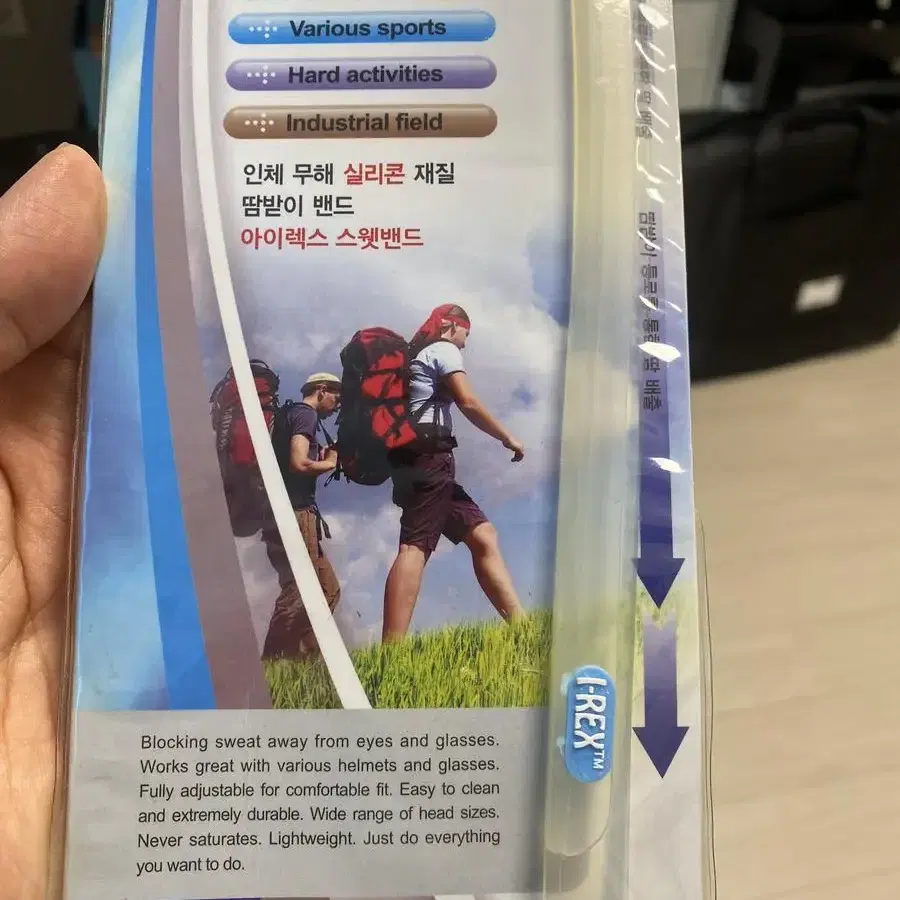 Various sports
Hard activities
Industrial field
인체 무해 실리콘 재질
땀받이 밴드
아이렉스 스웻밴드
I-REX™
Blocking sweat away from eyes and glasses.
Works great with various helmets and glasses.
Fully adjustable for comfortable fit. Easy to clean
and extremely durable. Wide range of head sizes.
Never saturates. Lightweight. Just do everything
you want to do.